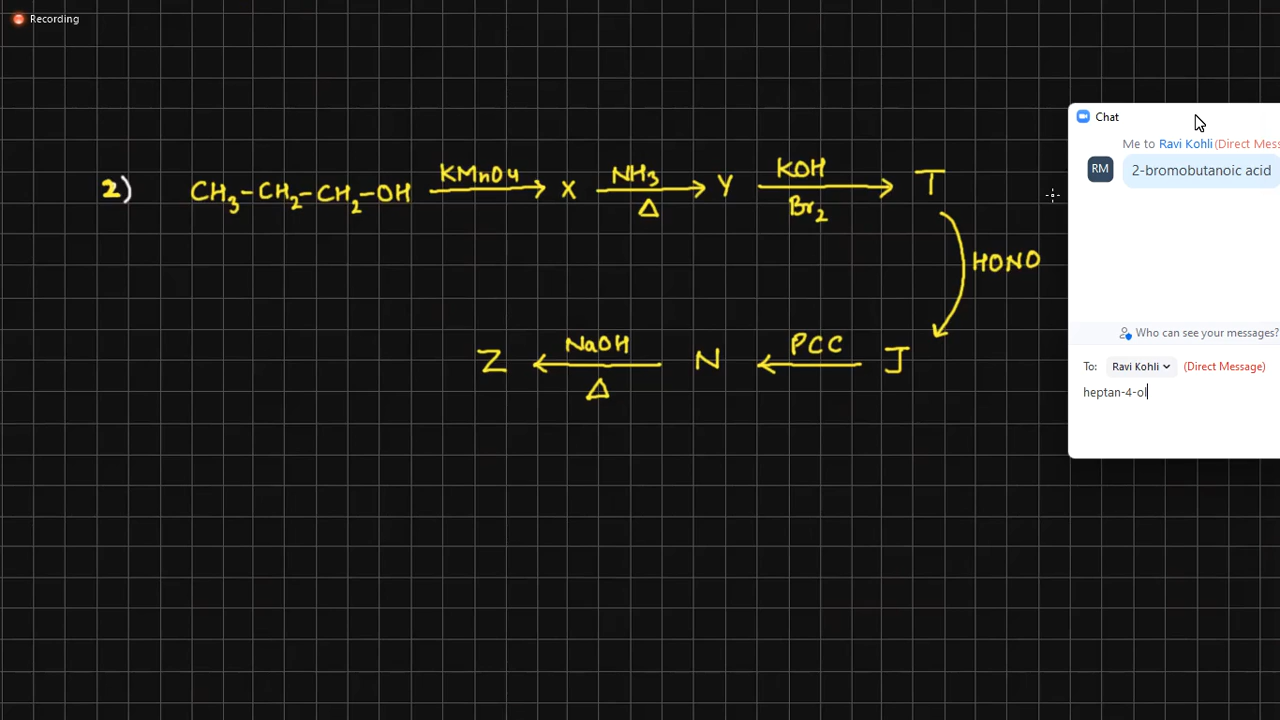 Recording
Chat
Me to Ravi Kohli (Direct Mess
RM
2-bromobutanoic acid
2) CH3-CH2-CH2-OH KMnO4 X NH3 Δ Y KOH Br2 T
HONO
Z NaOH Δ N PCC J
Who can see your messages?
To: Ravi Kohli (Direct Message)
heptan-4-ol